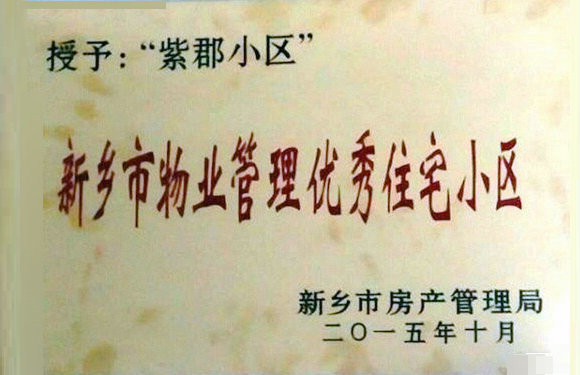 授予：“紫郡小区”
新乡市物业管理优秀住宅小区
新乡市房产管理局
二〇一五年十月